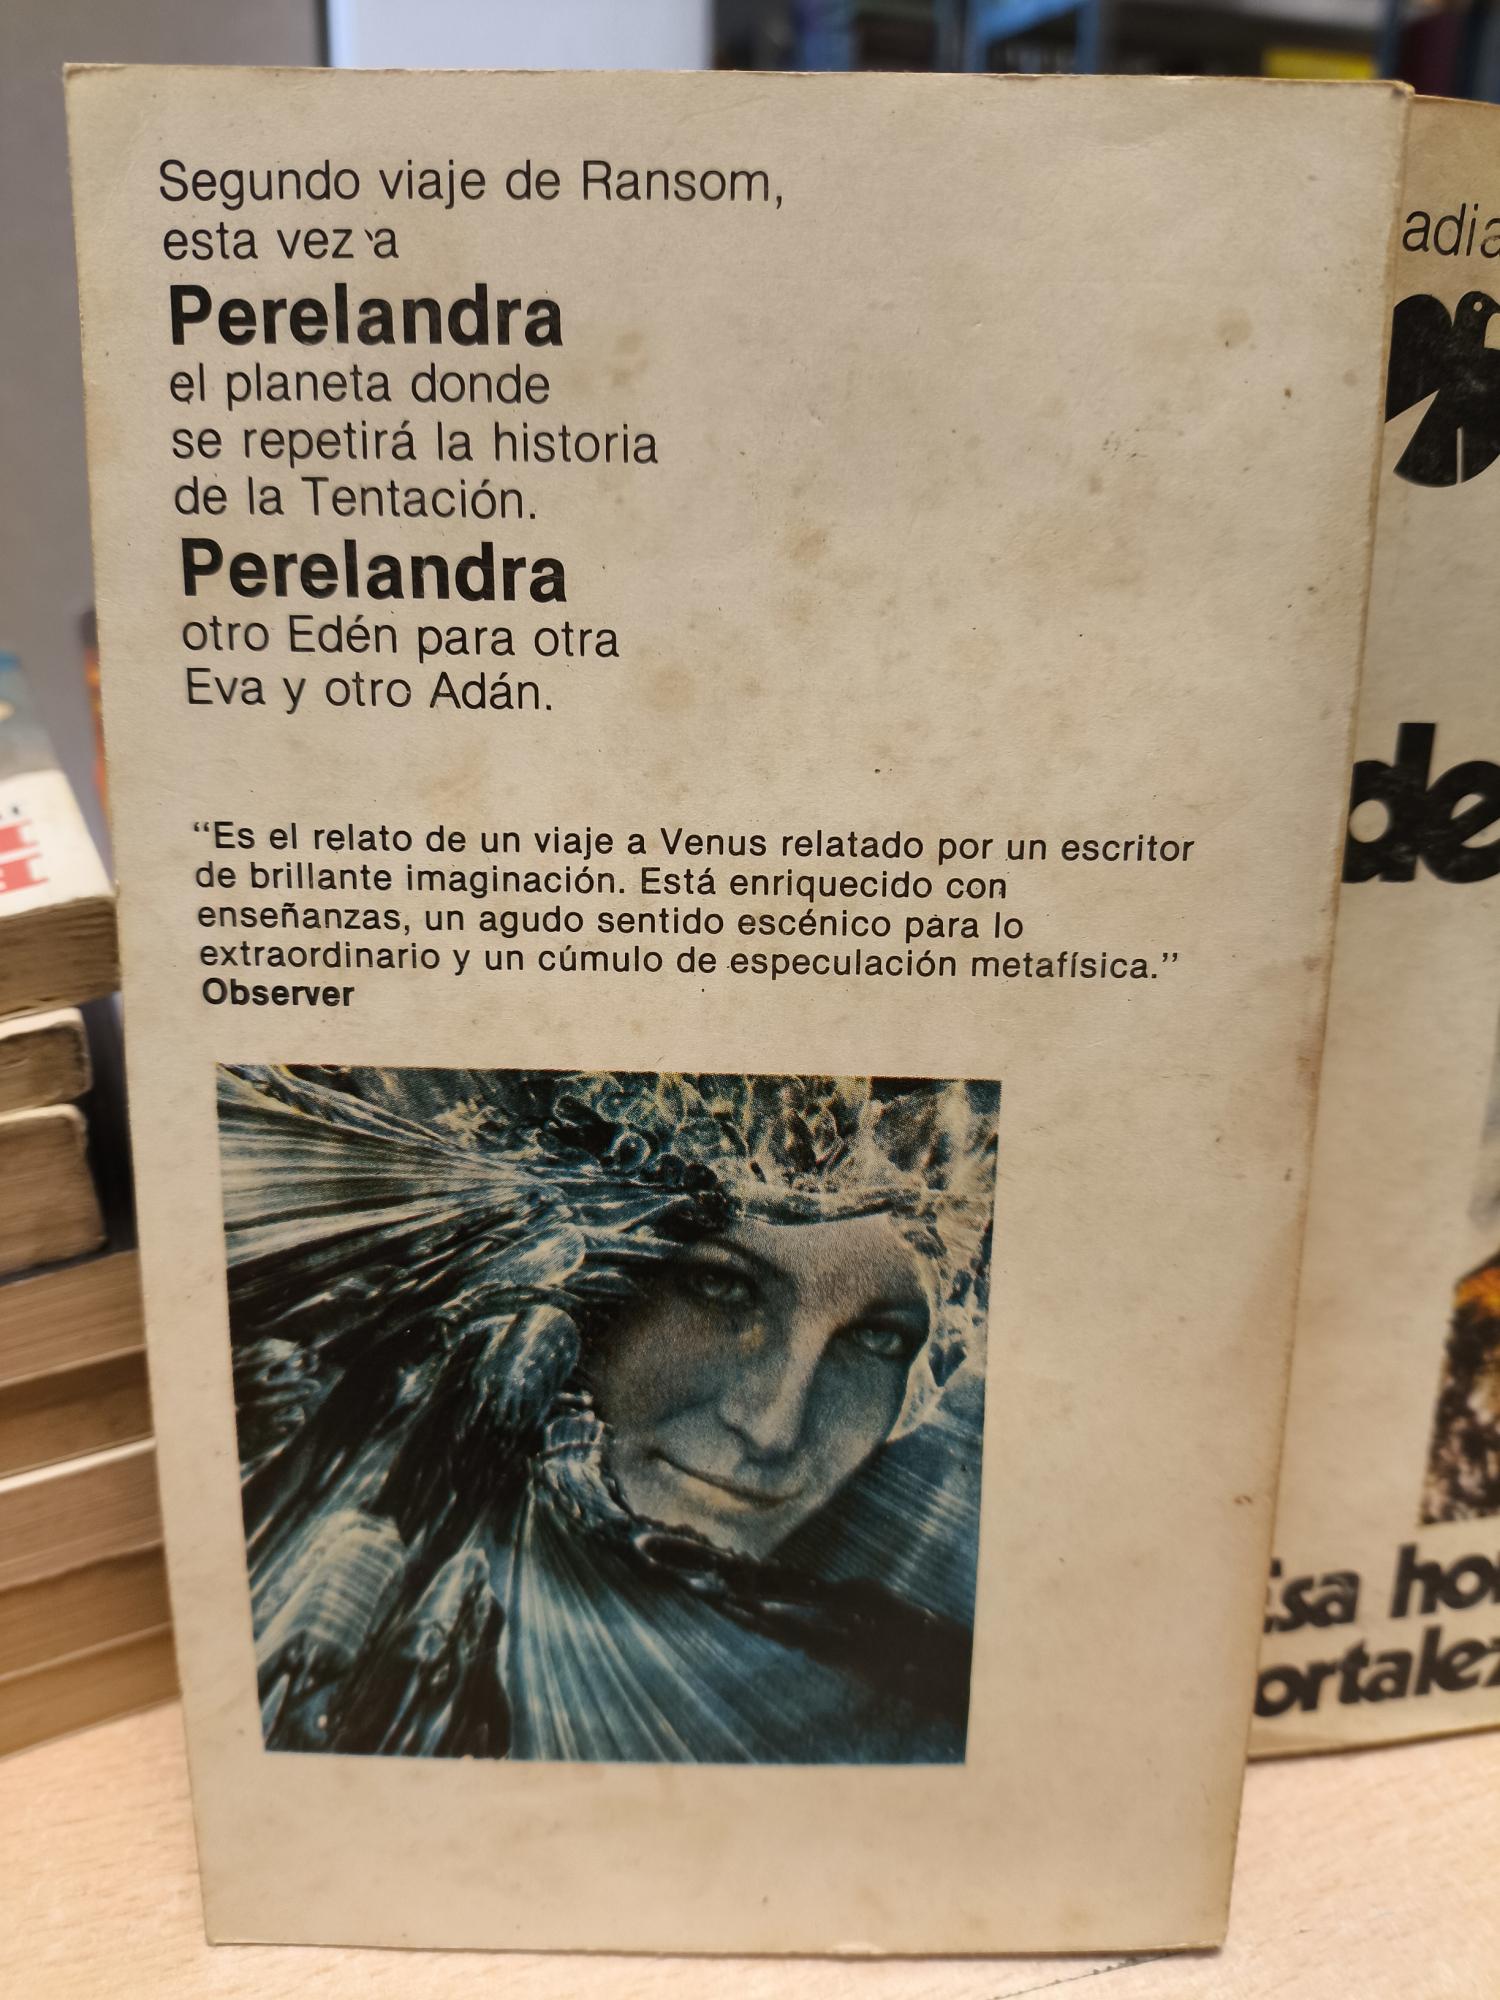 Segundo viaje de Ransom,
esta vez a
Perelandra
el planeta donde
se repetirá la historia
de la Tentación.
Perelandra
otro Edén para otra
Eva y otro Adán.
“Es el relato de un viaje a Venus relatado por un escritor
de brillante imaginación. Está enriquecido con
enseñanzas, un agudo sentido escénico para lo
extraordinario y un cúmulo de especulación metafísica.”
Observer
adia
de
Esa hor
ortalez